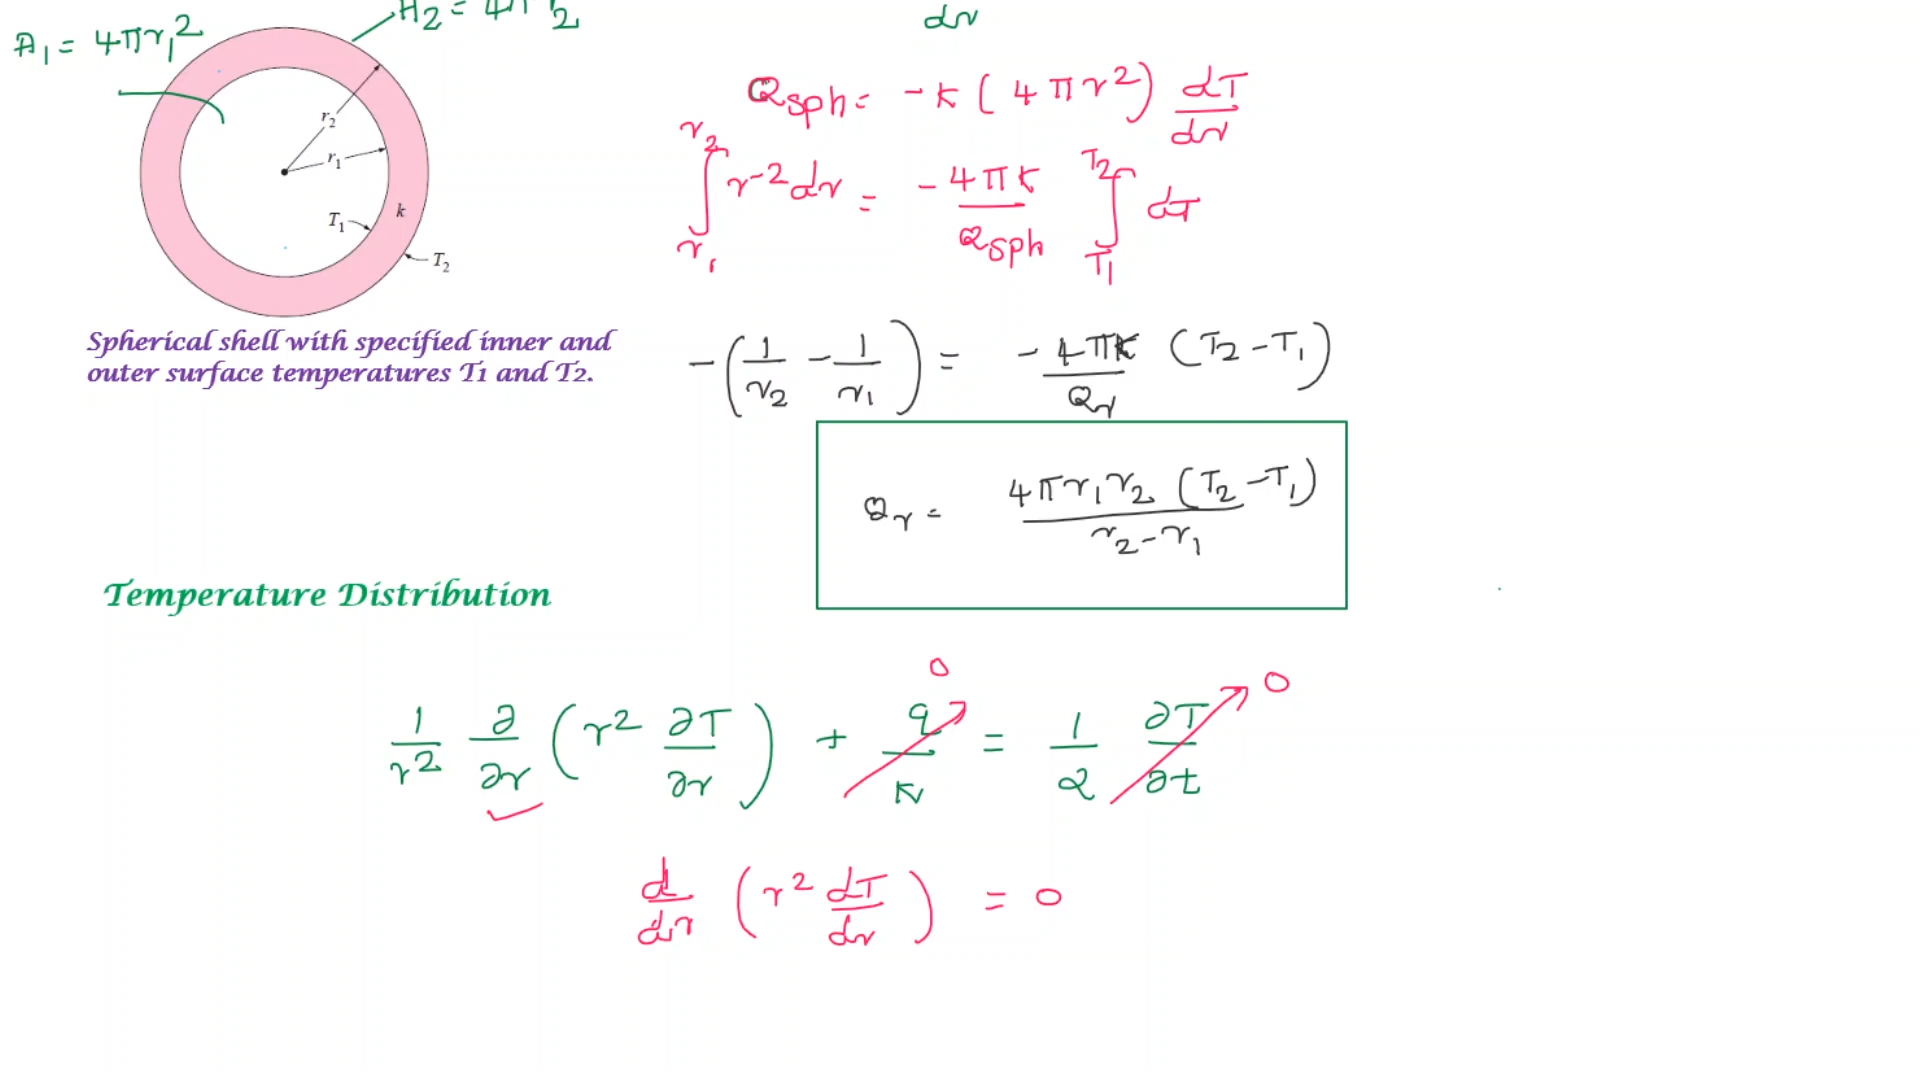 A₁ = 4πr₁²
A₂ = 4πr₂
dr
Q_sph = -k (4πr²) dT/dr
∫_{r₁}^{r₂} r⁻² dr = -4πk/Q_sph ∫_{T₁}^{T₂} dT
r₂
r₁
k
T₁
T₂
Spherical shell with specified inner and
outer surface temperatures T1 and T2.
-(1/r₂ - 1/r₁) = -4πk/Q_r (T₂-T₁)
Q_r = 4πr₁r₂ (T₂-T₁)/(r₂-r₁)
Temperature Distribution
0
0
1/r² ∂/∂r (r² ∂T/∂r) + q/k = 1/α ∂T/∂t
d/dr (r² dT/dr) = 0